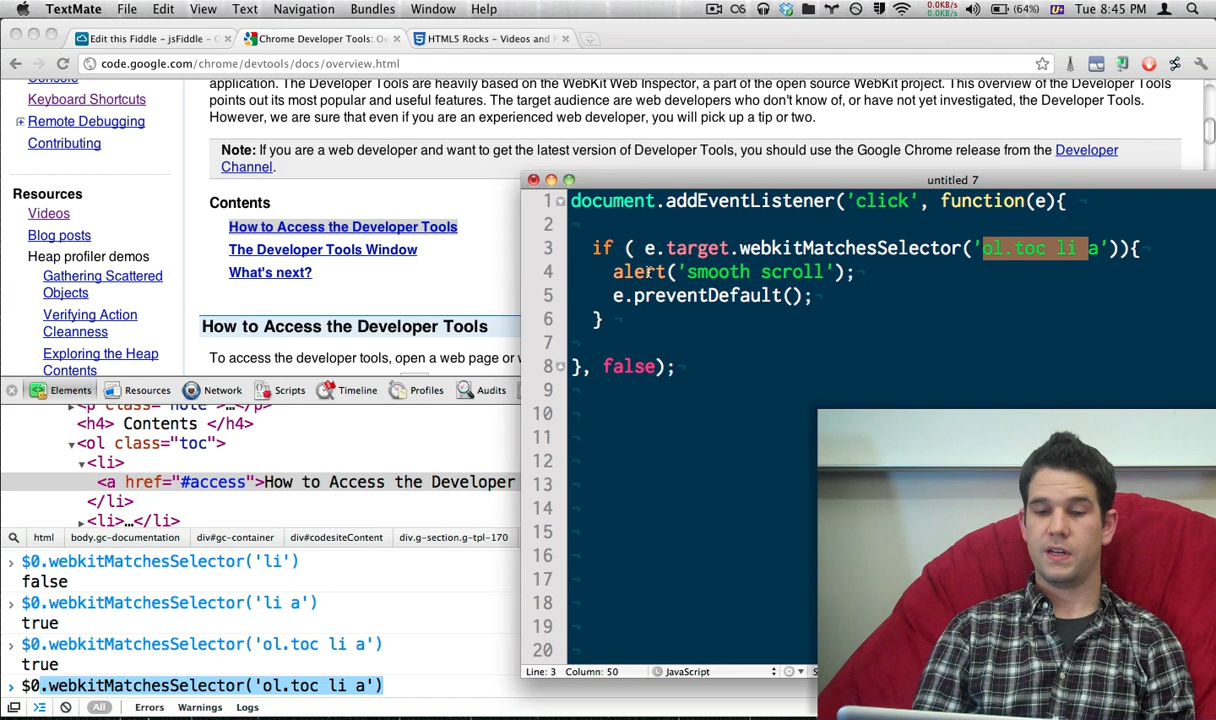 TextMate File Edit View Text Navigation Bundles Window Help
0.0KB/s
0.0KB/s
(64%) Tue 8:45 PM
Edit this Fiddle - jsFiddle - O
Chrome Developer Tools: Ov
HTML5 Rocks - Videos and P
code.google.com/chrome/devtools/docs/overview.html
Console
Keyboard Shortcuts
Remote Debugging
Contributing
Resources
Videos
Blog posts
Heap profiler demos
Gathering Scattered
Objects
Verifying Action
Cleanness
Exploring the Heap
Capabilities
application. The Developer Tools are heavily based on the WebKit Web Inspector, a part of the open source WebKit project. This overview of the Developer Tools
points out its most popular and useful features. The target audience are web developers who don't know of, or have not yet investigated, the Developer Tools.
However, we are sure that even if you are an experienced web developer, you will pick up a tip or two.
Note: If you are a web developer and want to get the latest version of Developer Tools, you should use the Google Chrome release from the Developer
Channel.
Contents
How to Access the Developer Tools
The Developer Tools Window
What's next?
How to Access the Developer Tools
To access the developer tools, open a web page or w
untitled 7
1 document.addEventListener('click', function(e){
2
3 if ( e.target.webkitMatchesSelector('ol.toc li a')){
4 alert('smooth scroll');
5 e.preventDefault();
6 }
7
8 }, false);
9
10
11
12
13
14
15
16
17
18
19
20
Line: 3 Column: 50 JavaScript
Elements Resources Network Scripts Timeline Profiles Audits
<p class="note">…</p>
<h4> Contents </h4>
<ol class="toc">
<li>
<a href="#access">How to Access the Developer
</li>
<li>…</li>
html body.gc-documentation div#gc-container div#codesiteContent div.g-section.g-tpl-170
> $0.webkitMatchesSelector('li')
false
> $0.webkitMatchesSelector('li a')
true
> $0.webkitMatchesSelector('ol.toc li a')
true
> $0.webkitMatchesSelector('ol.toc li a')
All Errors Warnings Logs